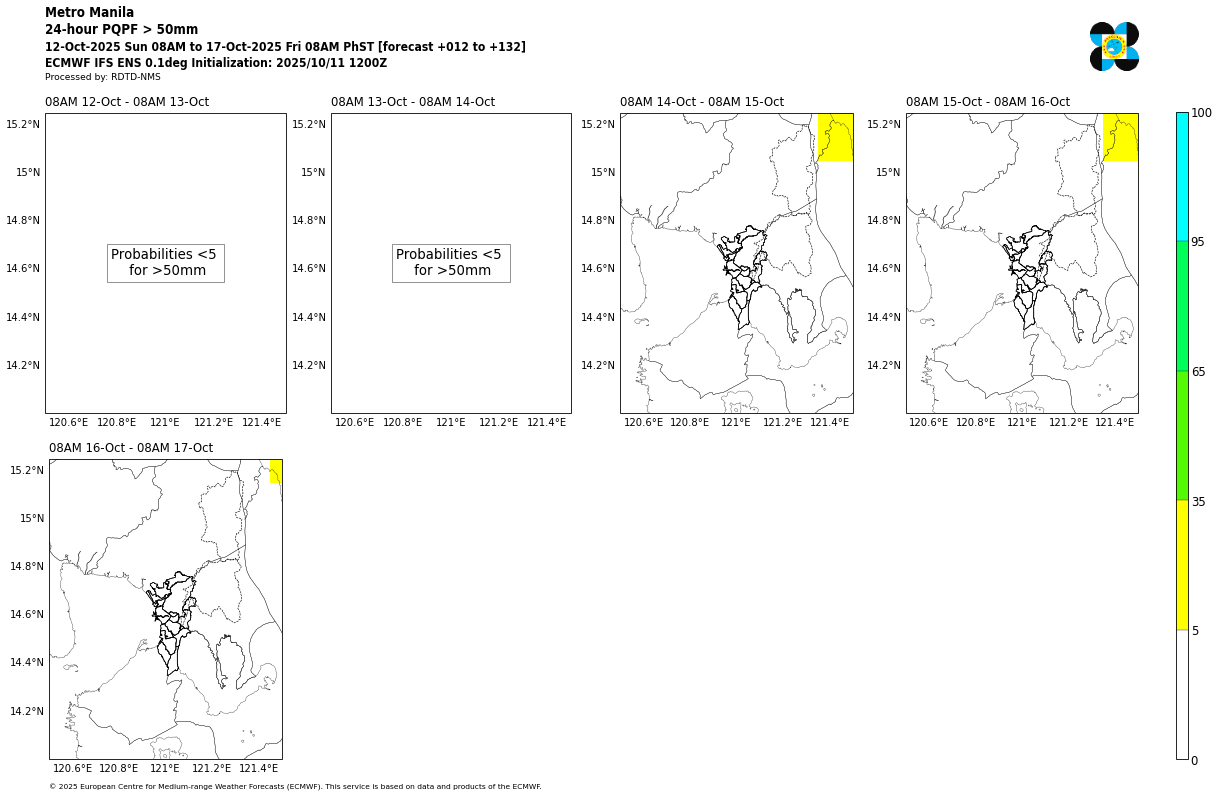 Metro Manila
24-hour PQPF > 50mm
12-Oct-2025 Sun 08AM to 17-Oct-2025 Fri 08AM PhST [forecast +012 to +132]
ECMWF IFS ENS 0.1deg Initialization: 2025/10/11 1200Z
Processed by: RDTD-NMS
08AM 12-Oct - 08AM 13-Oct
15.2°N
15°N
14.8°N
14.6°N
14.4°N
14.2°N
Probabilities <5
for >50mm
120.6°E 120.8°E 121°E 121.2°E 121.4°E
08AM 13-Oct - 08AM 14-Oct
15.2°N
15°N
14.8°N
14.6°N
14.4°N
14.2°N
Probabilities <5
for >50mm
120.6°E 120.8°E 121°E 121.2°E 121.4°E
08AM 14-Oct - 08AM 15-Oct
15.2°N
15°N
14.8°N
14.6°N
14.4°N
14.2°N
120.6°E 120.8°E 121°E 121.2°E 121.4°E
08AM 15-Oct - 08AM 16-Oct
15.2°N
15°N
14.8°N
14.6°N
14.4°N
14.2°N
120.6°E 120.8°E 121°E 121.2°E 121.4°E
08AM 16-Oct - 08AM 17-Oct
15.2°N
15°N
14.8°N
14.6°N
14.4°N
14.2°N
120.6°E 120.8°E 121°E 121.2°E 121.4°E
100
95
65
35
5
0
© 2025 European Centre for Medium-range Weather Forecasts (ECMWF). This service is based on data and products of the ECMWF.